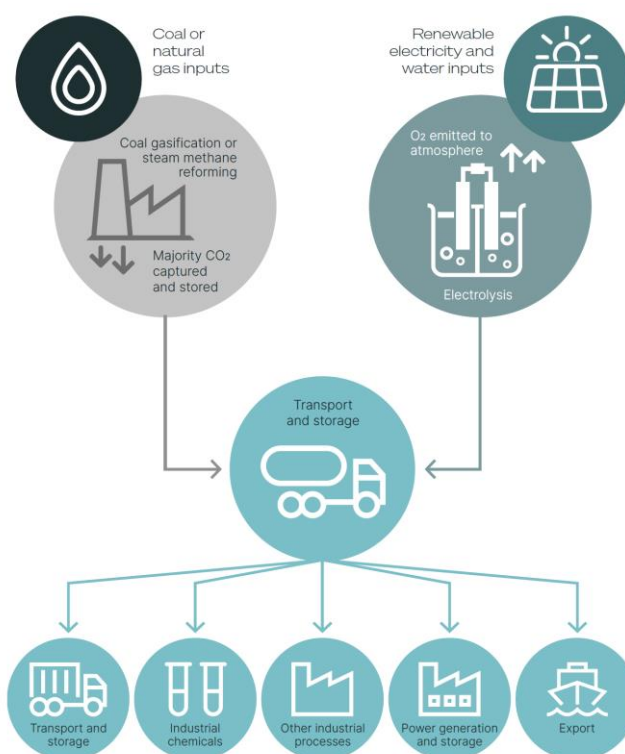 Coal or
natural
gas inputs
Renewable
electricity and
water inputs
Coal gasification or
steam methane
reforming
Majority CO₂
captured
and stored
O₂ emitted to
atmosphere
Electrolysis
Transport
and storage
Transport and
storage
Industrial
chemicals
Other industrial
processes
Power generation
and storage
Export